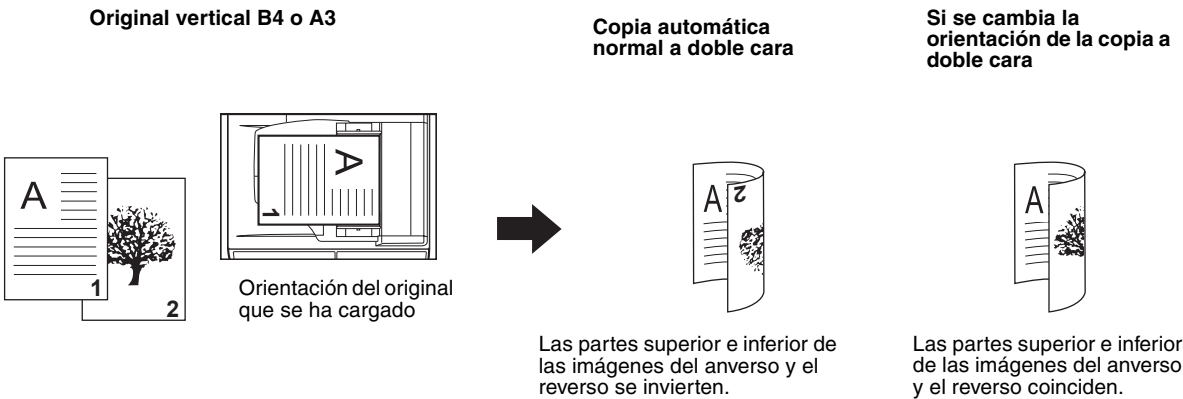 Original vertical B4 o A3
Copia automática
normal a doble cara
Si se cambia la
orientación de la copia a
doble cara
A
1
2
A
1
Orientación del original
que se ha cargado
A
2
A
Las partes superior e inferior de
las imágenes del anverso y el
reverso se invierten.
Las partes superior e inferior
de las imágenes del anverso
y el reverso coinciden.